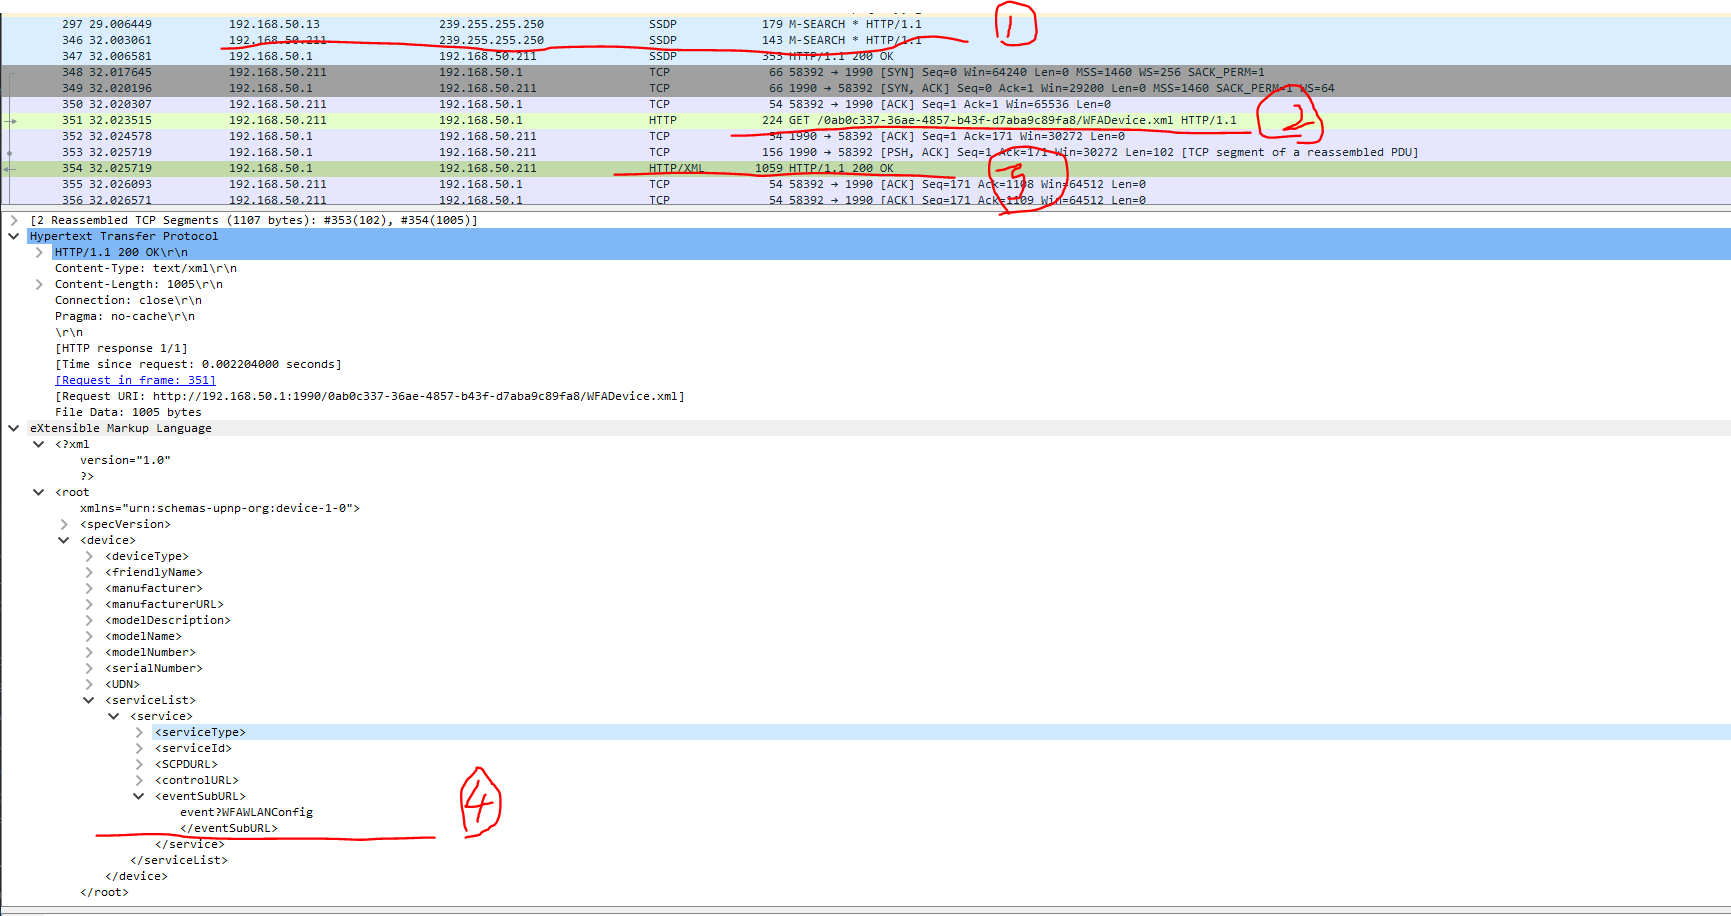 297 29.006449 192.168.50.13 239.255.255.250 SSDP 179 M-SEARCH * HTTP/1.1
1
346 32.003061 192.168.50.211 239.255.255.250 SSDP 143 M-SEARCH * HTTP/1.1
347 32.006581 192.168.50.1 192.168.50.211 SSDP 353 HTTP/1.1 200 OK
348 32.017645 192.168.50.211 192.168.50.1 TCP 66 58392 → 1990 [SYN] Seq=0 Win=64240 Len=0 MSS=1460 WS=256 SACK_PERM=1
349 32.020196 192.168.50.1 192.168.50.211 TCP 66 1990 → 58392 [SYN, ACK] Seq=0 Ack=1 Win=29200 Len=0 MSS=1460 SACK_PERM=1 WS=64
350 32.020307 192.168.50.211 192.168.50.1 TCP 54 58392 → 1990 [ACK] Seq=1 Ack=1 Win=65536 Len=0
351 32.023515 192.168.50.211 192.168.50.1 HTTP 224 GET /0ab0c337-36ae-4857-b43f-d7aba9c89fa8/WFADevice.xml HTTP/1.1
2
352 32.024578 192.168.50.1 192.168.50.211 TCP 54 1990 → 58392 [ACK] Seq=1 Ack=171 Win=30272 Len=0
353 32.025719 192.168.50.1 192.168.50.211 TCP 156 1990 → 58392 [PSH, ACK] Seq=1 Ack=171 Win=30272 Len=102 [TCP segment of a reassembled PDU]
354 32.025719 192.168.50.1 192.168.50.211 HTTP/XML 1059 HTTP/1.1 200 OK
3
355 32.026093 192.168.50.211 192.168.50.1 TCP 54 58392 → 1990 [ACK] Seq=171 Ack=1108 Win=64512 Len=0
356 32.026571 192.168.50.211 192.168.50.1 TCP 54 58392 → 1990 [ACK] Seq=171 Ack=1109 Win=64512 Len=0
[2 Reassembled TCP Segments (1107 bytes): #353(102), #354(1005)]
Hypertext Transfer Protocol
HTTP/1.1 200 OK\r\n
Content-Type: text/xml\r\n
Content-Length: 1005\r\n
Connection: close\r\n
Pragma: no-cache\r\n
\r\n
[HTTP response 1/1]
[Time since request: 0.002204000 seconds]
[Request in frame: 351]
[Request URI: http://192.168.50.1:1990/0ab0c337-36ae-4857-b43f-d7aba9c89fa8/WFADevice.xml]
File Data: 1005 bytes
eXtensible Markup Language
<?xml
version="1.0"
?>
<root
xmlns="urn:schemas-upnp-org:device-1-0">
<specVersion>
<device>
<deviceType>
<friendlyName>
<manufacturer>
<manufacturerURL>
<modelDescription>
<modelName>
<modelNumber>
<serialNumber>
<UDN>
<serviceList>
<service>
<serviceType>
<serviceId>
<SCPDURL>
<controlURL>
<eventSubURL>
4
event?WFAWLANConfig
</eventSubURL>
</service>
</serviceList>
</device>
</root>